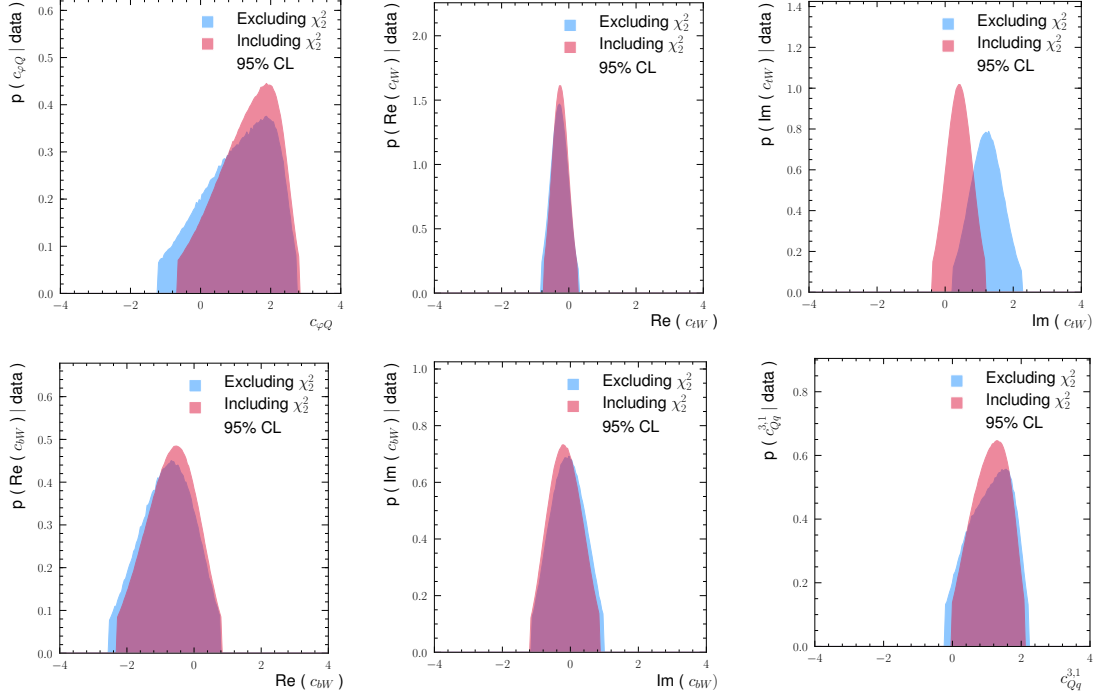 p ( c_{φQ} | data)
0.6
0.5
0.4
0.3
0.2
0.1
0.0
Excluding χ₂²
Including χ₂²
95% CL
−4 −2 0 2 4
c_{φQ}
p ( Re ( c_{tW} ) | data)
2.0
1.5
1.0
0.5
0.0
Excluding χ₂²
Including χ₂²
95% CL
−4 −2 0 2 4
Re ( c_{tW} )
p ( Im ( c_{tW} ) | data)
1.4
1.2
1.0
0.8
0.6
0.4
0.2
0.0
Excluding χ₂²
Including χ₂²
95% CL
−4 −2 0 2 4
Im ( c_{tW} )
p ( Re ( c_{bW} ) | data)
0.6
0.5
0.4
0.3
0.2
0.1
0.0
Excluding χ₂²
Including χ₂²
95% CL
−4 −2 0 2 4
Re ( c_{bW} )
p ( Im ( c_{bW} ) | data)
1.0
0.8
0.6
0.4
0.2
0.0
Excluding χ₂²
Including χ₂²
95% CL
−4 −2 0 2 4
Im ( c_{bW} )
p ( c_{Qq}^{3,1} | data)
0.8
0.6
0.4
0.2
0.0
Excluding χ₂²
Including χ₂²
95% CL
−4 −2 0 2 4
c_{Qq}^{3,1}